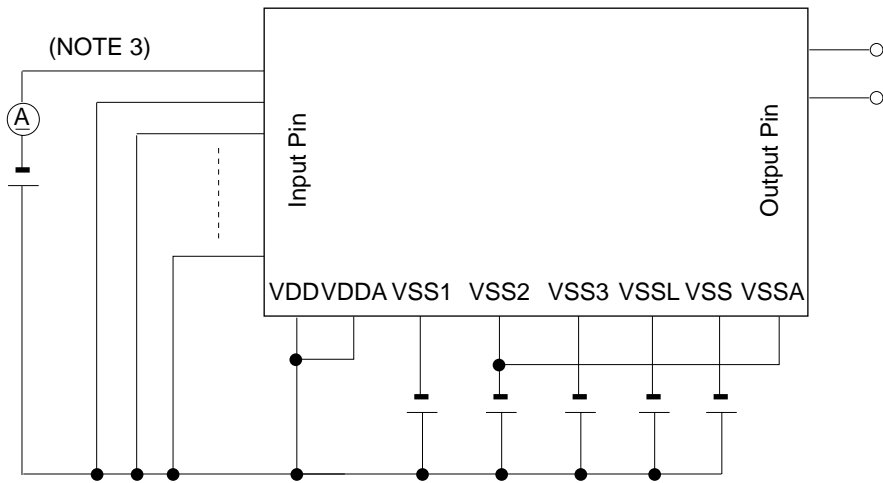 (NOTE 3)
A
Input Pin
Output Pin
VDD VDDA VSS1 VSS2 VSS3 VSSL VSS VSSA